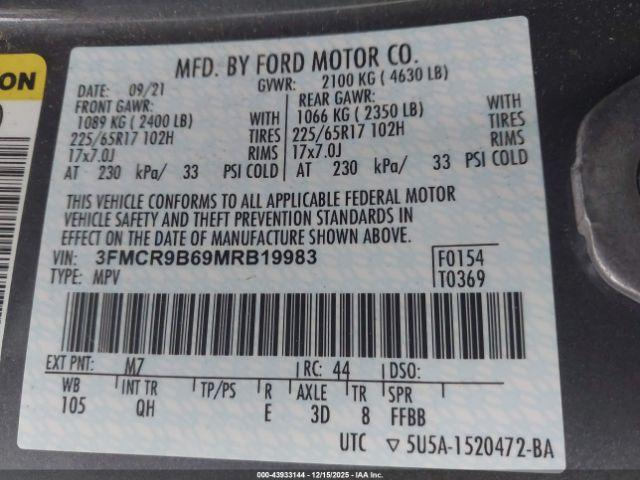 ON
MFD. BY FORD MOTOR CO.
DATE: 09/21 GVWR: 2100 KG ( 4630 LB)
FRONT GAWR: REAR GAWR:
1089 KG ( 2400 LB) WITH 1066 KG ( 2350 LB) WITH
225/65R17 102H TIRES 225/65R17 102H TIRES
17x7.0J RIMS 17x7.0J RIMS
AT 230 kPa/ 33 PSI COLD AT 230 kPa/ 33 PSI COLD
THIS VEHICLE CONFORMS TO ALL APPLICABLE FEDERAL MOTOR
VEHICLE SAFETY AND THEFT PREVENTION STANDARDS IN
EFFECT ON THE DATE OF MANUFACTURE SHOWN ABOVE.
VIN: 3FMCR9B69MRB19983 F0154
TYPE: MPV T0369
EXT PNT: M7 RC: 44 DSO:
WB INT TR TP/PS R AXLE TR SPR
105 QH E 3D 8 FFBB
UTC ▽ 5U5A-1520472-BA
000-43933144 - 12/15/2025 - IAAI.com